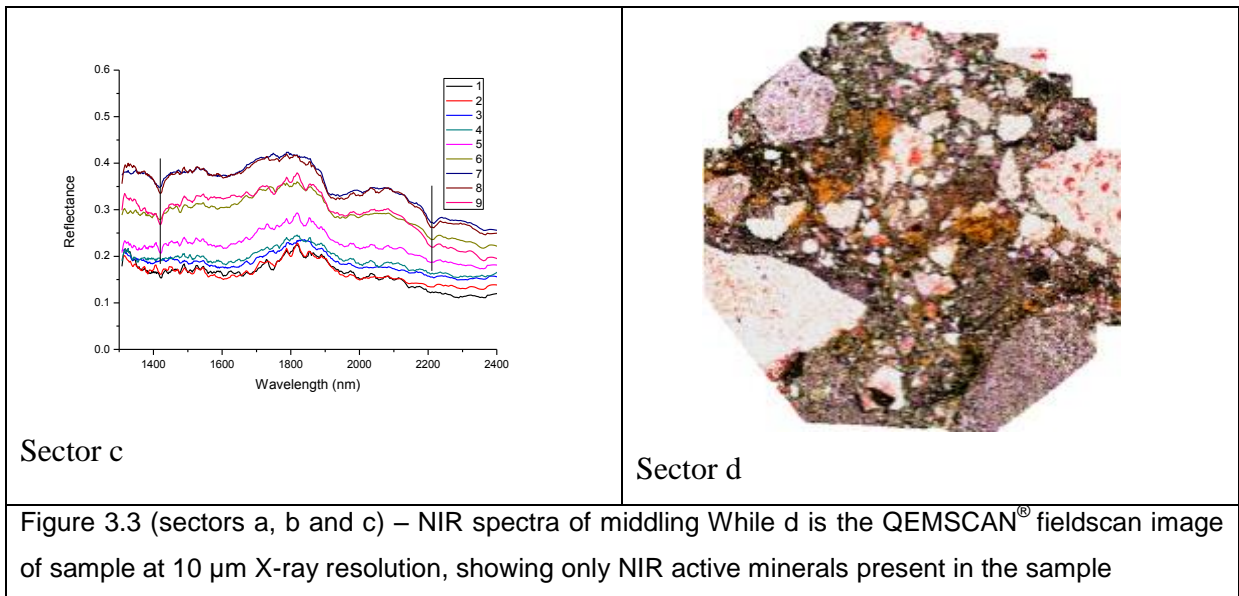 0.6
0.5
0.4
0.3
0.2
0.1
0.0
Reflectance
1400 1600 1800 2000 2200 2400
Wavelength (nm)
1
2
3
4
5
6
7
8
9
Sector c
Sector d
Figure 3.3 (sectors a, b and c) – NIR spectra of middling While d is the QEMSCAN® fieldscan image
of sample at 10 µm X-ray resolution, showing only NIR active minerals present in the sample